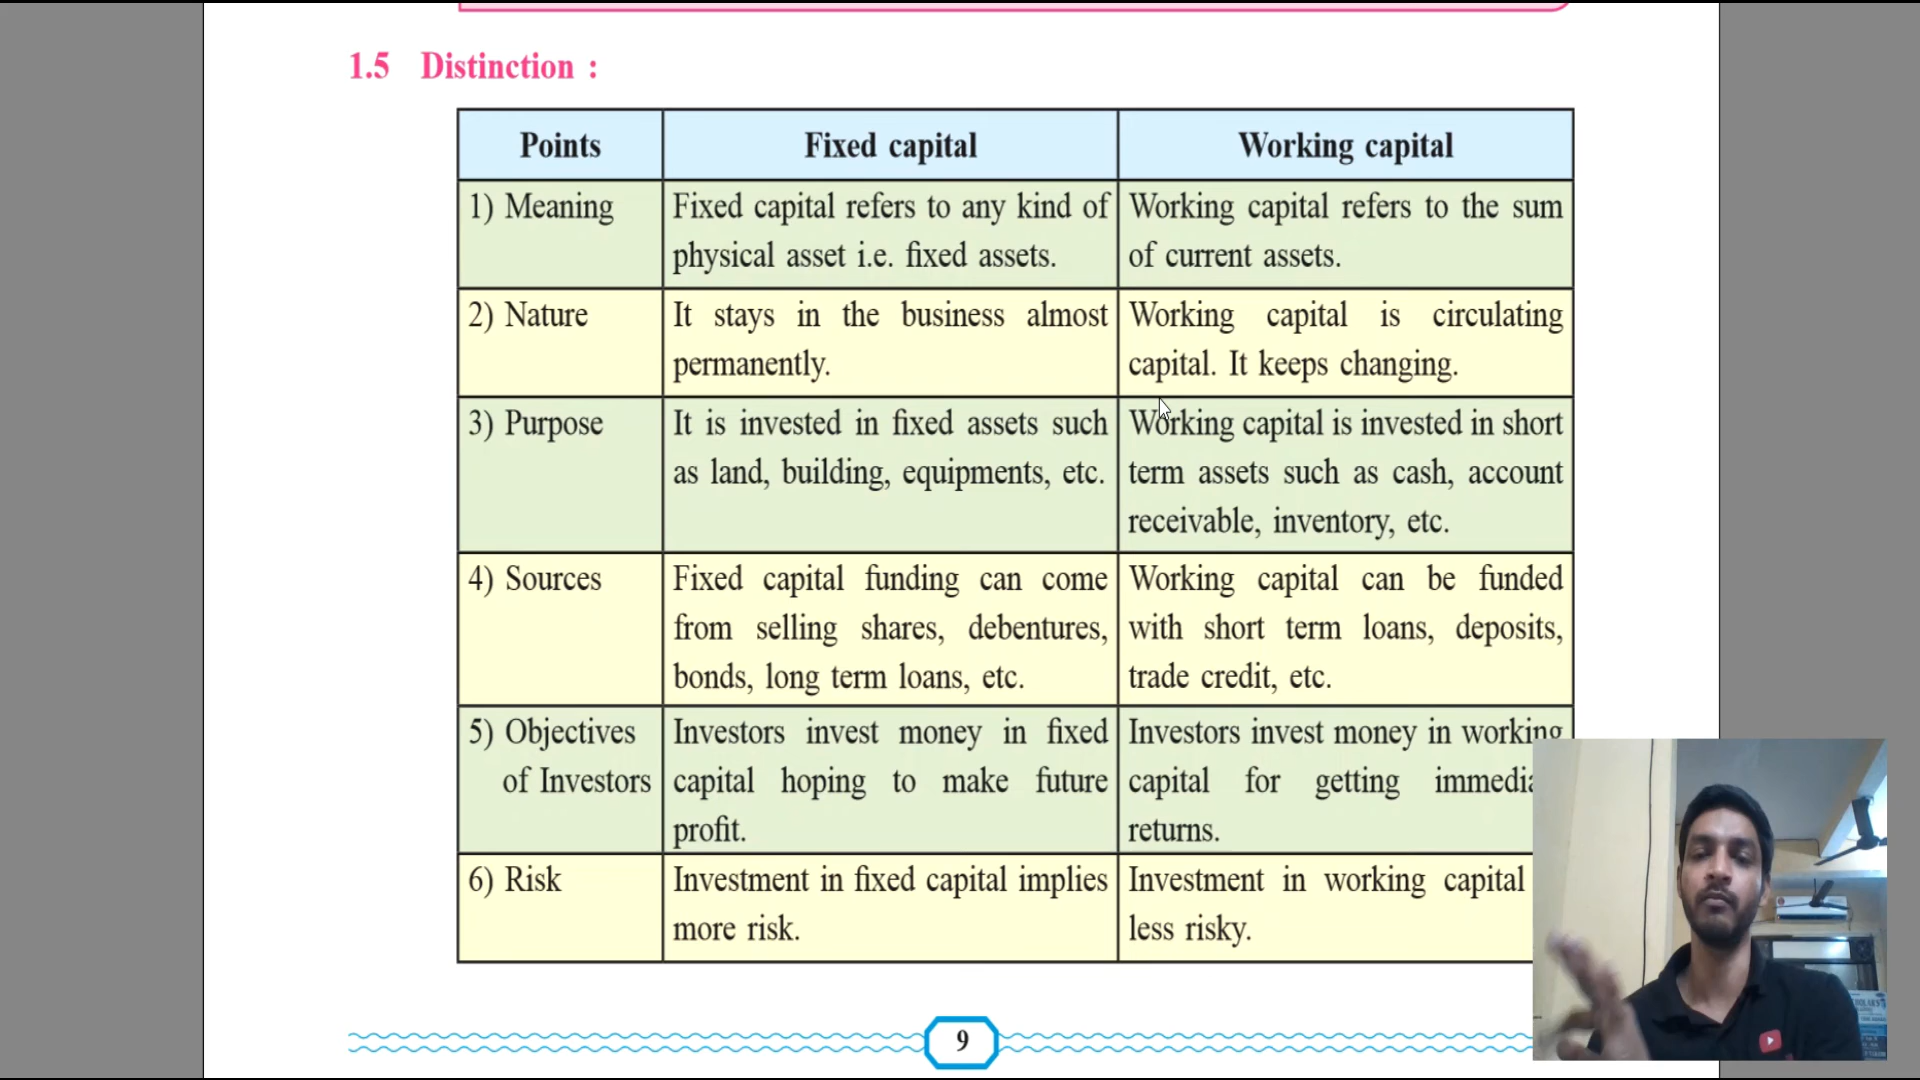 1.5 Distinction :
Points
Fixed capital
Working capital
1) Meaning
Fixed capital refers to any kind of
physical asset i.e. fixed assets.
Working capital refers to the sum
of current assets.
2) Nature
It stays in the business almost
permanently.
Working capital is circulating
capital. It keeps changing.
3) Purpose
It is invested in fixed assets such
as land, building, equipments, etc.
Working capital is invested in short
term assets such as cash, account
receivable, inventory, etc.
4) Sources
Fixed capital funding can come
from selling shares, debentures,
bonds, long term loans, etc.
Working capital can be funded
with short term loans, deposits,
trade credit, etc.
5) Objectives
of Investors
Investors invest money in fixed
capital hoping to make future
profit.
Investors invest money in working
capital for getting
returns.
6) Risk
Investment in fixed capital implies
more risk.
Investment in working capital
less risky.
9